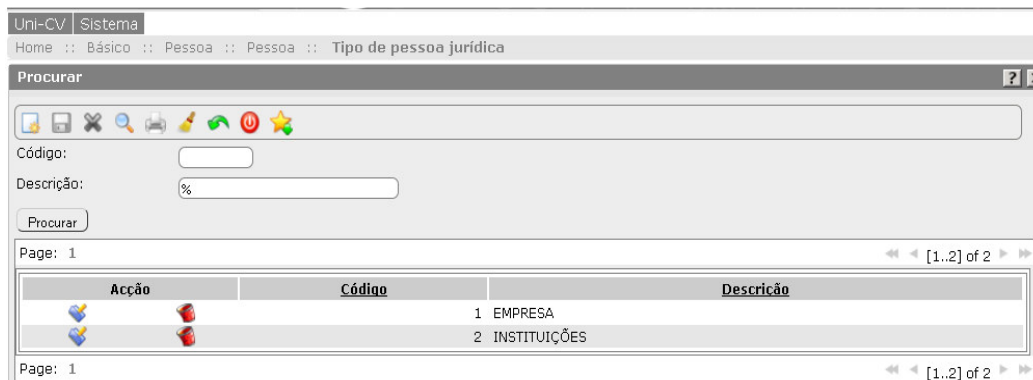 Uni-CV Sistema
Home :: Básico :: Pessoa :: Pessoa :: Tipo de pessoa jurídica
Procurar ?
Código:
Descrição: %
Procurar
Page: 1 [1..2] of 2
Acção Código Descrição
1 EMPRESA
2 INSTITUIÇÕES
Page: 1 [1..2] of 2